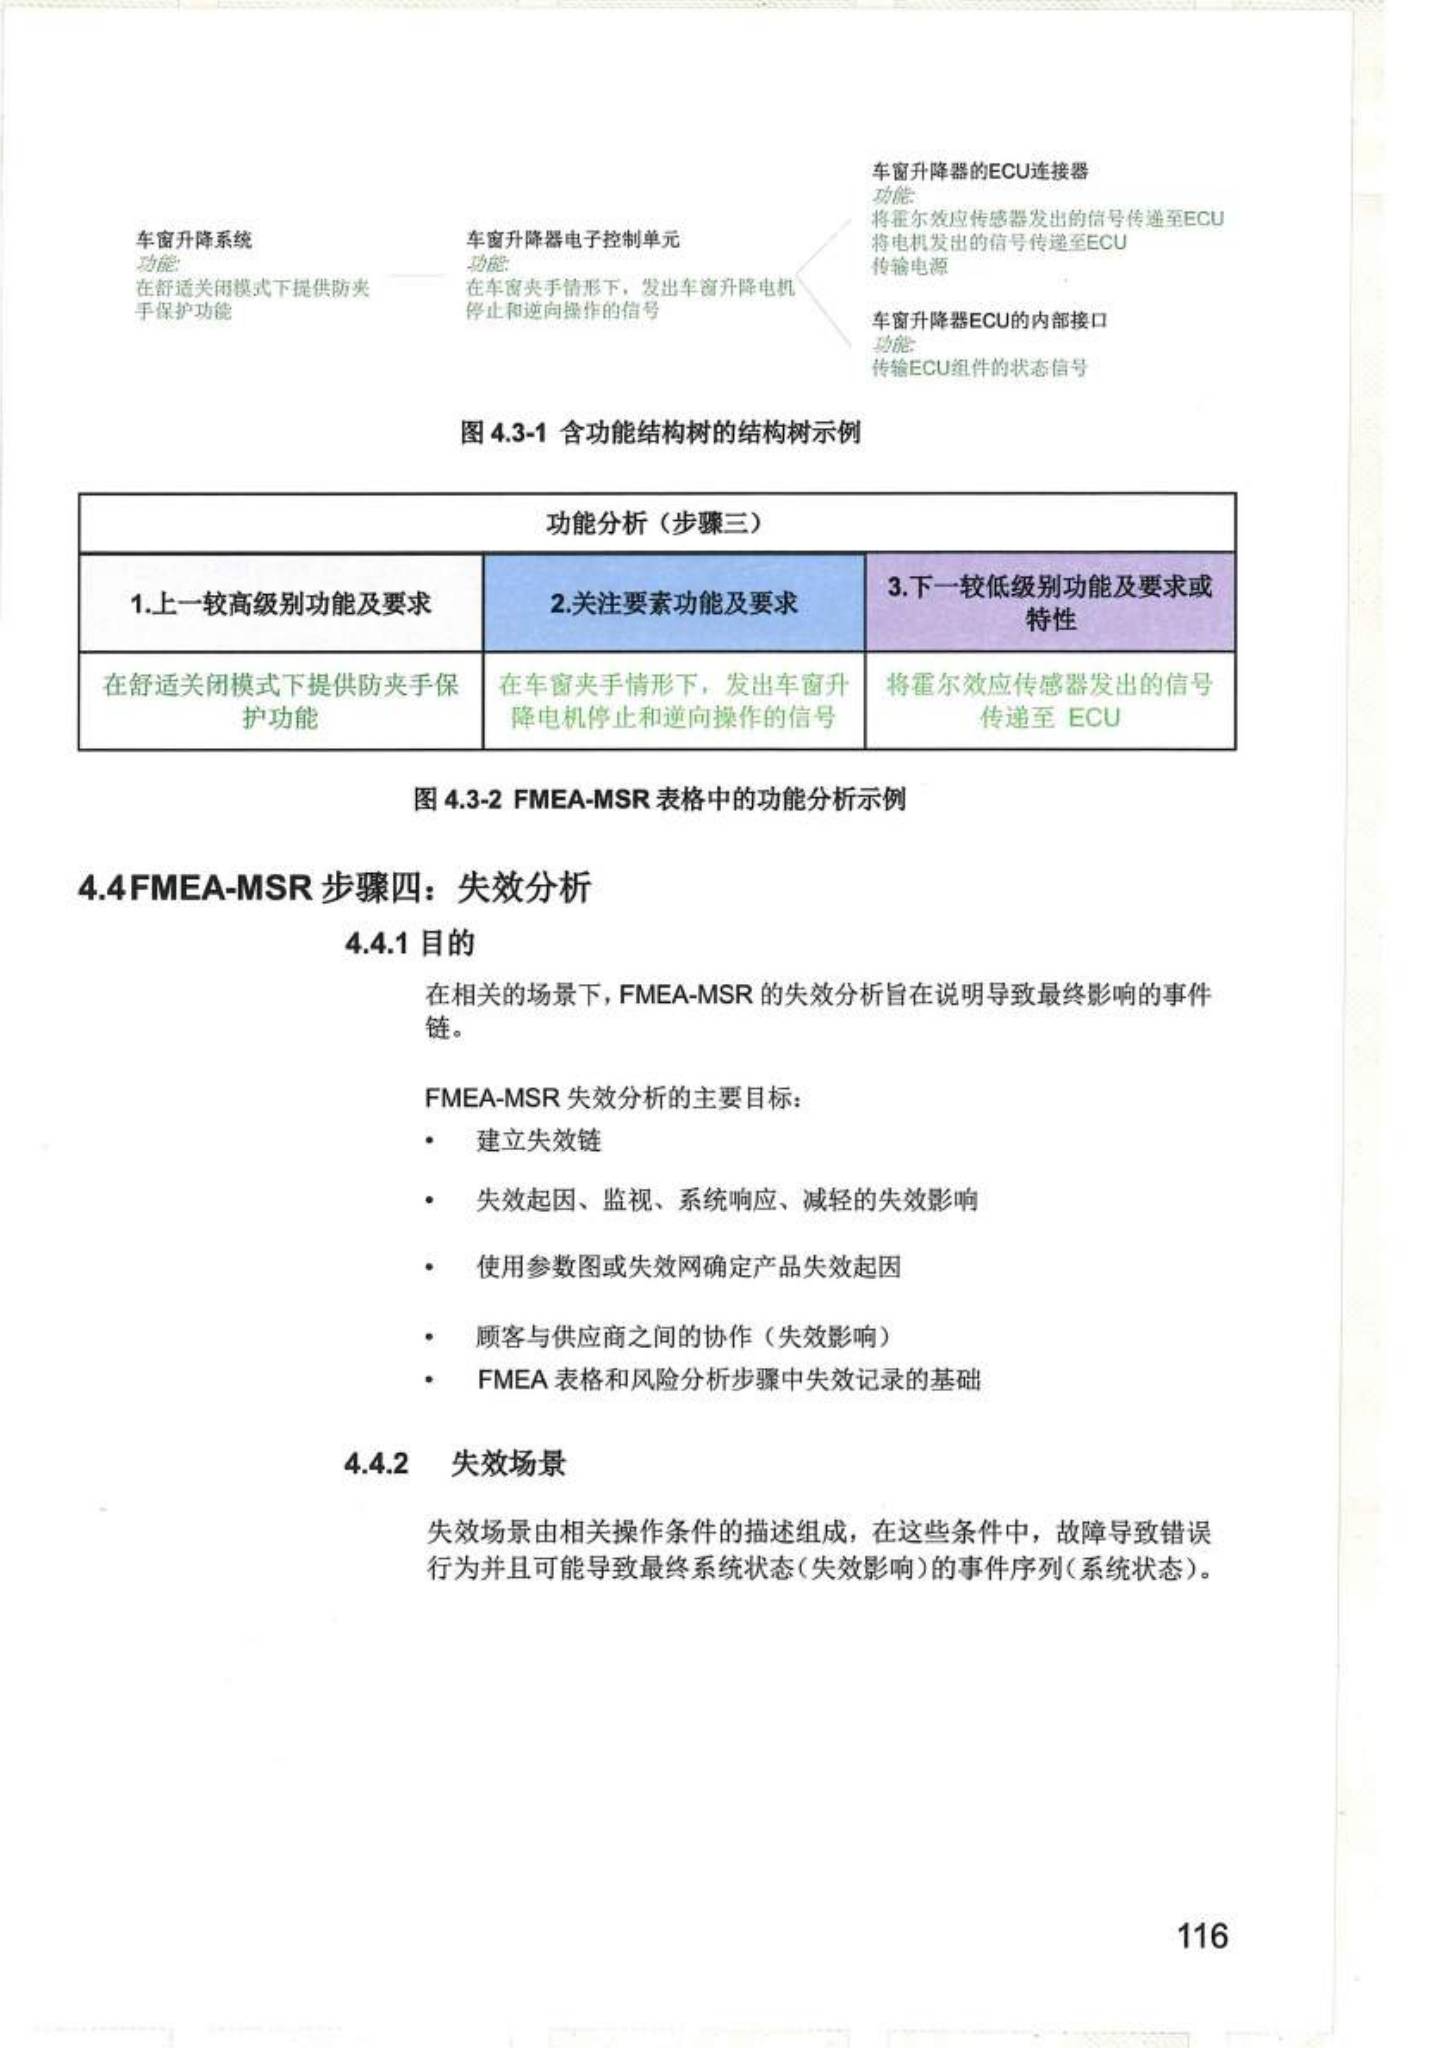 车窗升降系统
功能:
在舒适关闭模式下提供防夹
手保护功能
车窗升降器电子控制单元
功能:
在车窗夹手情形下，发出车窗升降电机
停止和逆向操作的信号
车窗升降器的ECU连接器
功能:
将霍尔效应传感器发出的信号传递至ECU
将电机发出的信号传递至ECU
传输电源
车窗升降器ECU的内部接口
功能:
传输ECU组件的状态信号
图 4.3-1 含功能结构树的结构树示例
功能分析（步骤三）
1.上一较高级别功能及要求
2.关注要素功能及要求
3.下一较低级别功能及要求或
特性
在舒适关闭模式下提供防夹手保
护功能
在车窗夹手情形下，发出车窗升
降电机停止和逆向操作的信号
将霍尔效应传感器发出的信号
传递至 ECU
图 4.3-2 FMEA-MSR 表格中的功能分析示例
4.4 FMEA-MSR 步骤四：失效分析
4.4.1 目的
在相关的场景下，FMEA-MSR 的失效分析旨在说明导致最终影响的事件
链。
FMEA-MSR 失效分析的主要目标：
• 建立失效链
• 失效起因、监视、系统响应、减轻的失效影响
• 使用参数图或失效网确定产品失效起因
• 顾客与供应商之间的协作（失效影响）
• FMEA 表格和风险分析步骤中失效记录的基础
4.4.2 失效场景
失效场景由相关操作条件的描述组成，在这些条件中，故障导致错误
行为并且可能导致最终系统状态（失效影响）的事件序列（系统状态）。
116